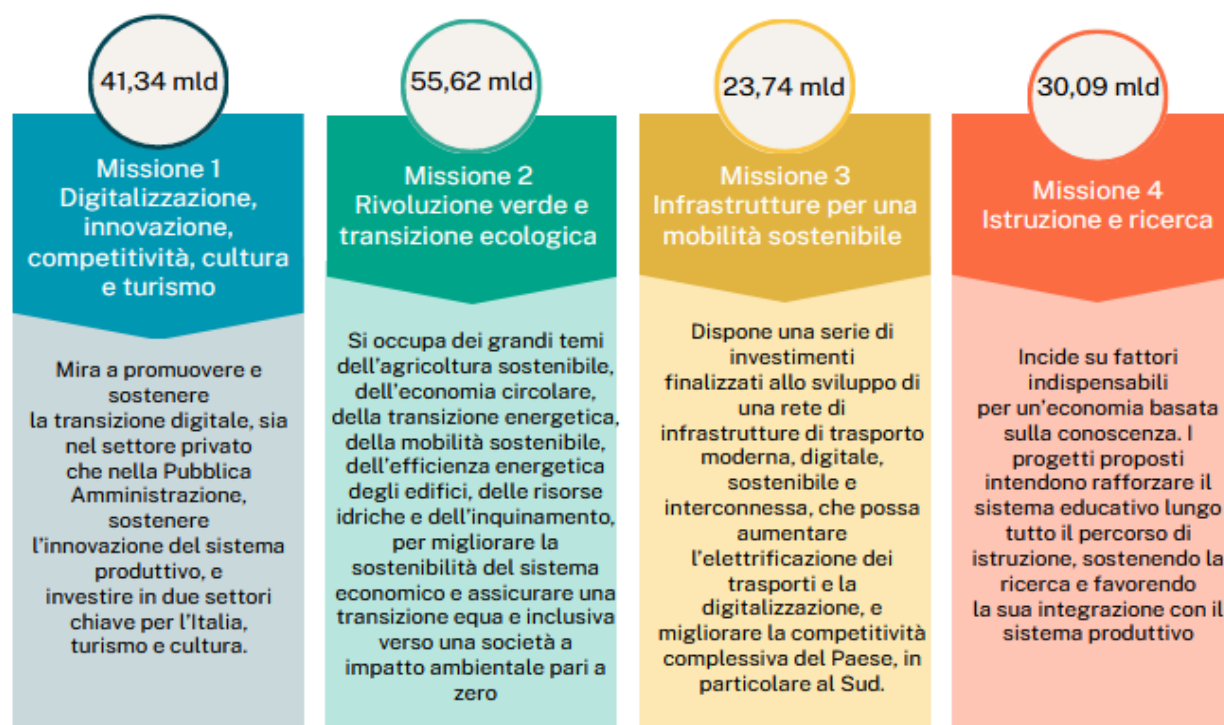 41,34 mld
Missione 1
Digitalizzazione,
innovazione,
competitività, cultura
e turismo
Mira a promuovere e
sostenere
la transizione digitale, sia
nel settore privato
che nella Pubblica
Amministrazione,
sostenere
l'innovazione del sistema
produttivo, e
investire in due settori
chiave per l'Italia,
turismo e cultura.
55,62 mld
Missione 2
Rivoluzione verde e
transizione ecologica
Si occupa dei grandi temi
dell'agricoltura sostenibile,
dell'economia circolare,
della transizione energetica,
della mobilità sostenibile,
dell'efficienza energetica
degli edifici, delle risorse
idriche e dell'inquinamento,
per migliorare la
sostenibilità del sistema
economico e assicurare una
transizione equa e inclusiva
verso una società a
impatto ambientale pari a
zero
23,74 mld
Missione 3
Infrastrutture per una
mobilità sostenibile
Dispone una serie di
investimenti
finalizzati allo sviluppo di
una rete di
infrastrutture di trasporto
moderna, digitale,
sostenibile e
interconnessa, che possa
aumentare
l'elettrificazione dei
trasporti e la
digitalizzazione, e
migliorare la competitività
complessiva del Paese, in
particolare al Sud.
30,09 mld
Missione 4
Istruzione e ricerca
Incide su fattori
indispensabili
per un'economia basata
sulla conoscenza. I
progetti proposti
intendono rafforzare il
sistema educativo lungo
tutto il percorso di
istruzione, sostenendo la
ricerca e favorendo
la sua integrazione con il
sistema produttivo